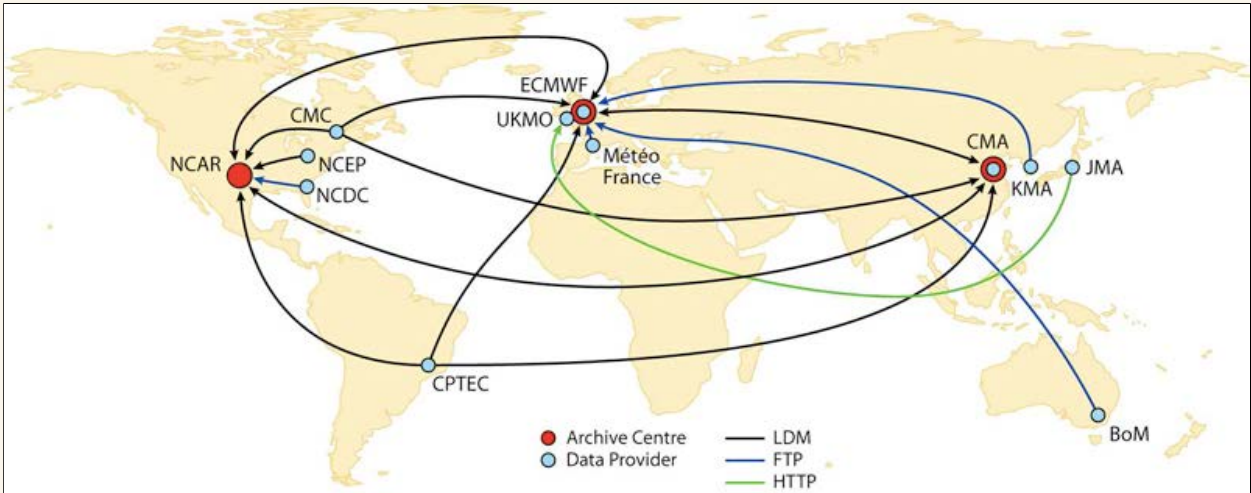 ECMWF
UKMO
CMC
NCAR
NCEP
NCDC
Météo
France
CMA
KMA
JMA
CPTEC
BoM
Archive Centre
Data Provider
LDM
FTP
HTTP